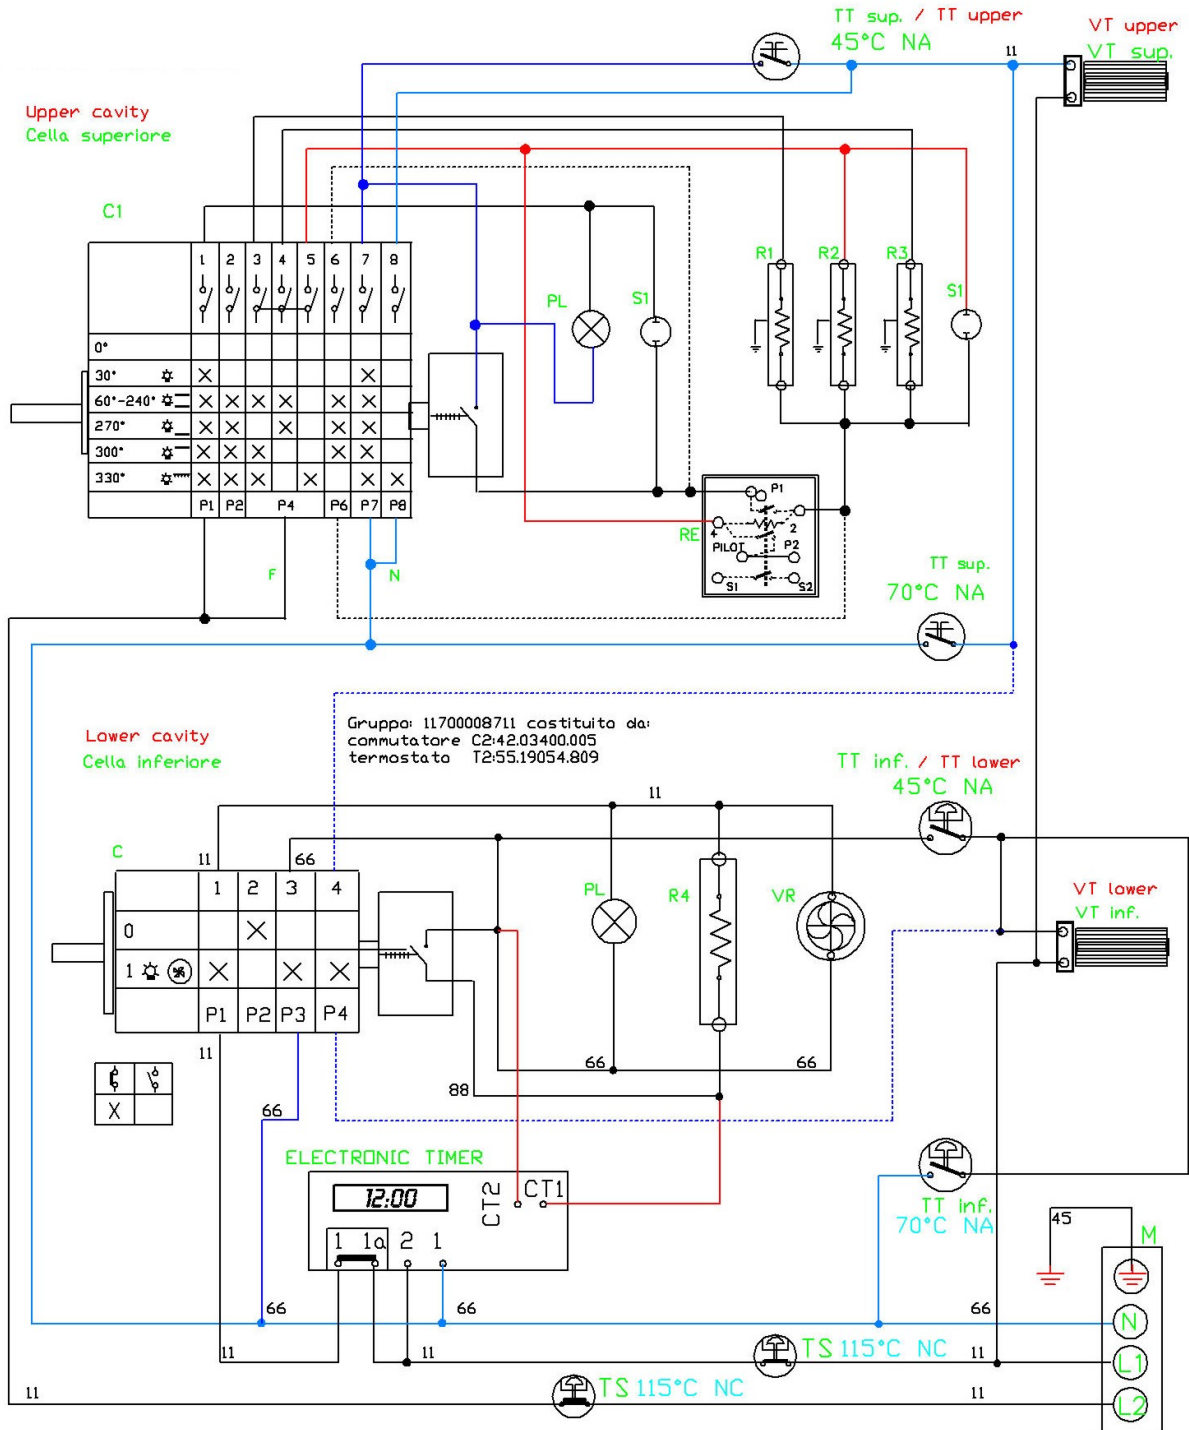 TT sup. / TT upper
45°C NA
11
VT upper
VT sup.
Upper cavity
Cella superiore
C1
1 2 3 4 5 6 7 8
0°
30°
60°-240°
270°
300°
330°
P1 P2 P4 P6 P7 P8
F
N
PL
S1
R1
R2
R3
S1
P1
RE
4
2
PILOT
P2
S1
S2
TT sup.
70°C NA
Gruppo: 11700008711 costituito da:
commutatore C2:42.03400.005
termostato T2:55.19054.809
Lower cavity
Cella inferiore
TT inf. / TT lower
45°C NA
11
C
11
66
1 2 3 4
0
1
P1 P2 P3 P4
PL
R4
VR
VT lower
VT inf.
11
66
66
88
66
X
ELECTRONIC TIMER
12:00
CT2
CT1
1 1a 2 1
TT inf.
70°C NA
45
M
66
66
66
N
11
11
TS 115°C NC
11
L1
11
TS 115°C NC
11
L2